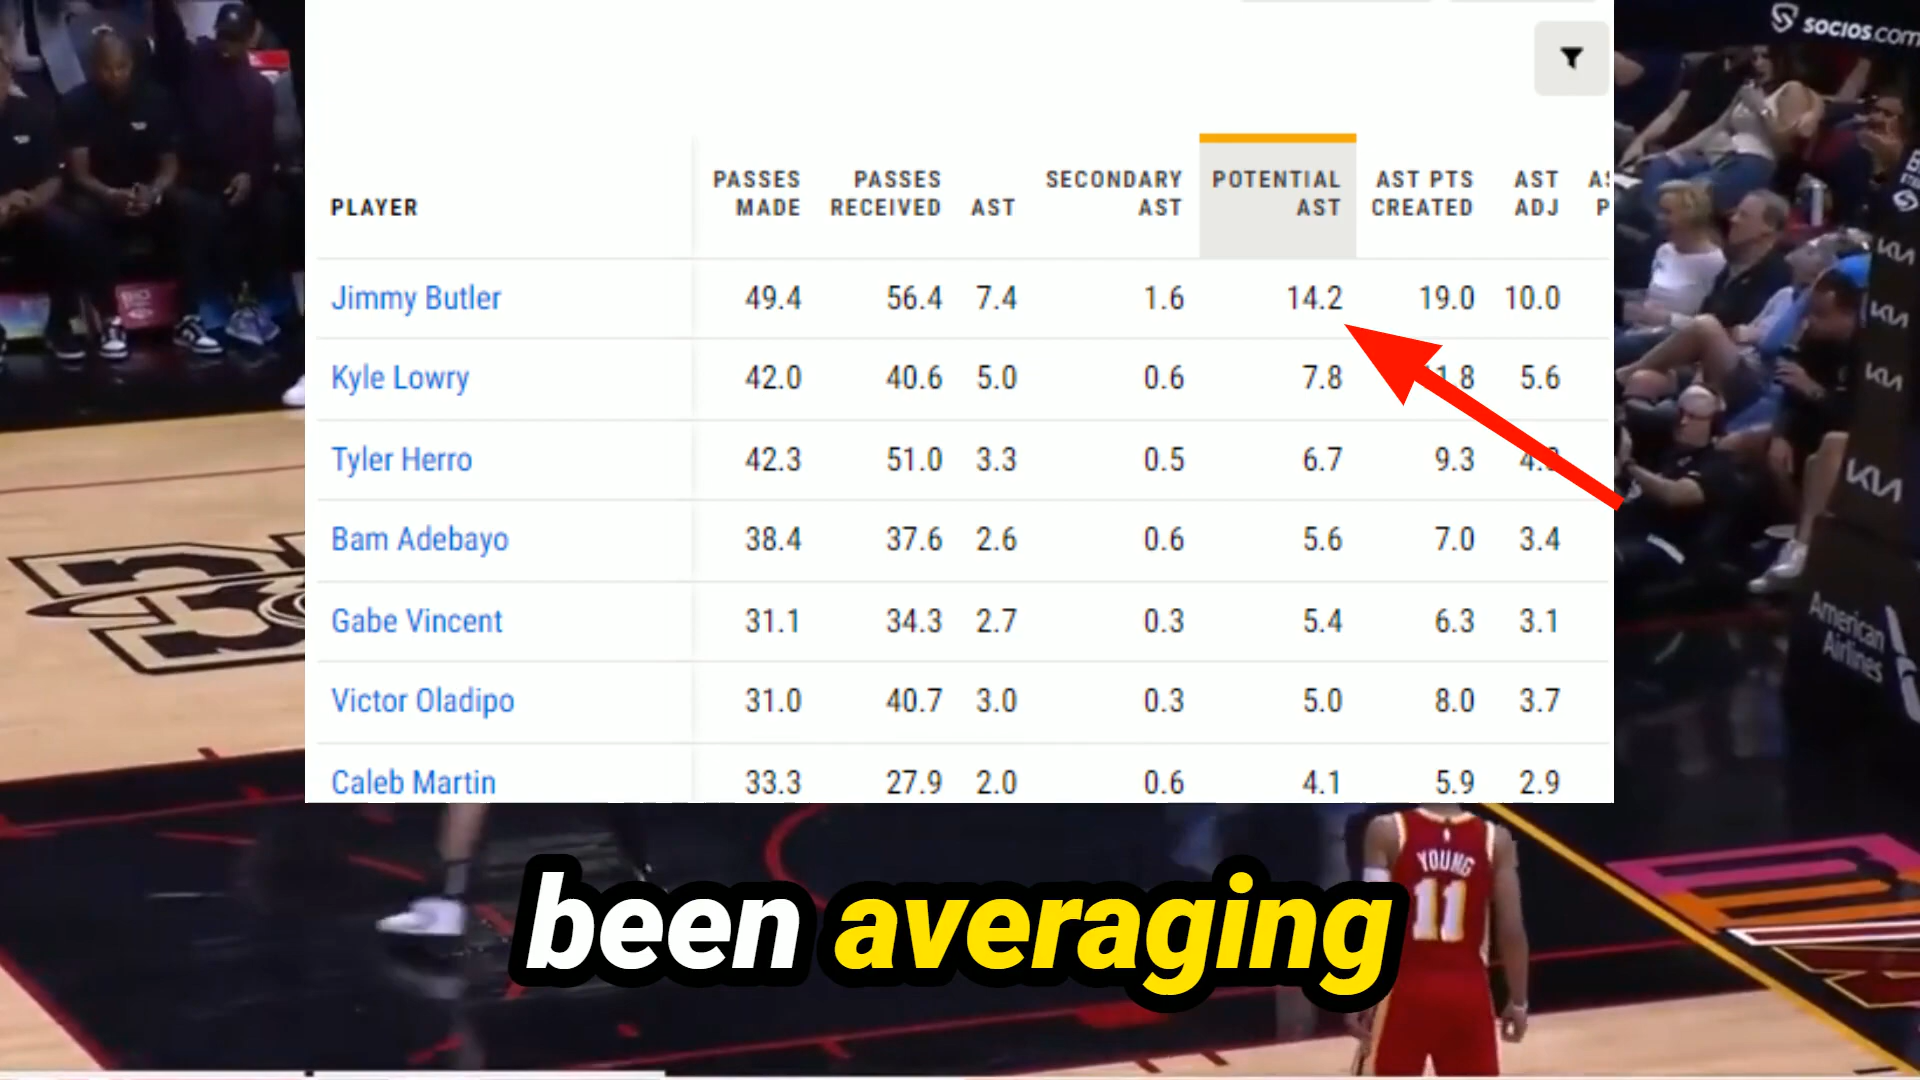 socios.com
PLAYER PASSES MADE PASSES RECEIVED AST SECONDARY AST POTENTIAL AST AST PTS CREATED AST ADJ
Jimmy Butler 49.4 56.4 7.4 1.6 14.2 19.0 10.0
Kyle Lowry 42.0 40.6 5.0 0.6 7.8 5.6
Tyler Herro 42.3 51.0 3.3 0.5 6.7 9.3
Bam Adebayo 38.4 37.6 2.6 0.6 5.6 7.0 3.4
Gabe Vincent 31.1 34.3 2.7 0.3 5.4 6.3 3.1
Victor Oladipo 31.0 40.7 3.0 0.3 5.0 8.0 3.7
Caleb Martin 33.3 27.9 2.0 0.6 4.1 5.9 2.9
KIA
KIA
KIA
KIA
American
Airlines
YOUNG
11
been averaging